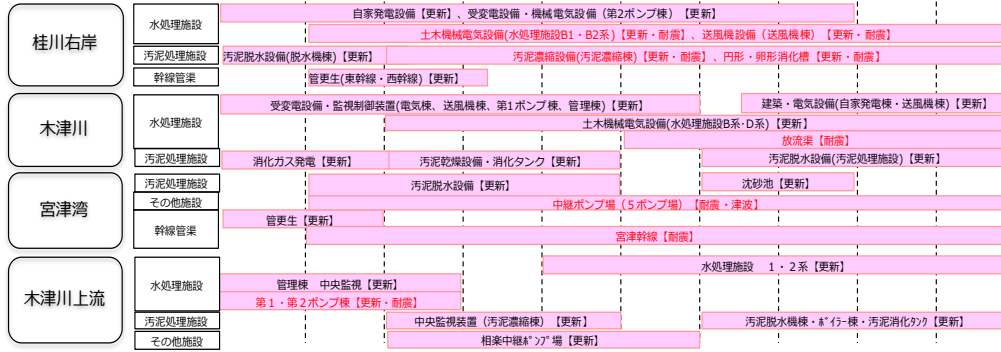 桂川右岸
水処理施設
自家発電設備【更新】、受変電設備・機械電気設備（第2ポンプ棟）【更新】
土木機械電気設備(水処理施設B1・B2系)【更新・耐震】、送風機設備（送風機棟）【更新・耐震】
汚泥処理施設
汚泥脱水設備(脱水機棟)【更新】
汚泥濃縮設備(汚泥濃縮棟)【更新・耐震】、円形・卵形消化槽【更新・耐震】
幹線管渠
管更生(東幹線・西幹線)【更新】
木津川
水処理施設
受変電設備・監視制御装置(電気棟、送風機棟、第1ポンプ棟、管理棟)【更新】
建築・電気設備(自家発電棟・送風機棟)【更新】
土木機械電気設備(水処理施設B系･D系)【更新】
放流渠【耐震】
汚泥処理施設
消化ガス発電【更新】
汚泥乾燥設備・消化タンク【更新】
汚泥脱水設備(汚泥処理施設)【更新】
宮津湾
汚泥処理施設
汚泥脱水設備【更新】
沈砂池【更新】
その他施設
中継ポンプ場（５ポンプ場）【耐震・津波】
幹線管渠
管更生【更新】
宮津幹線【耐震】
木津川上流
水処理施設
水処理施設　１・２系【更新】
管理棟　中央監視【更新】
第１・第２ポンプ棟【更新・耐震】
汚泥処理施設
中央監視装置（汚泥濃縮棟）【更新】
汚泥脱水機棟・ﾎﾞｲﾗｰ棟・汚泥消化ﾀﾝｸ【更新】
その他施設
相楽中継ﾎﾟﾝﾌﾟ場【更新】